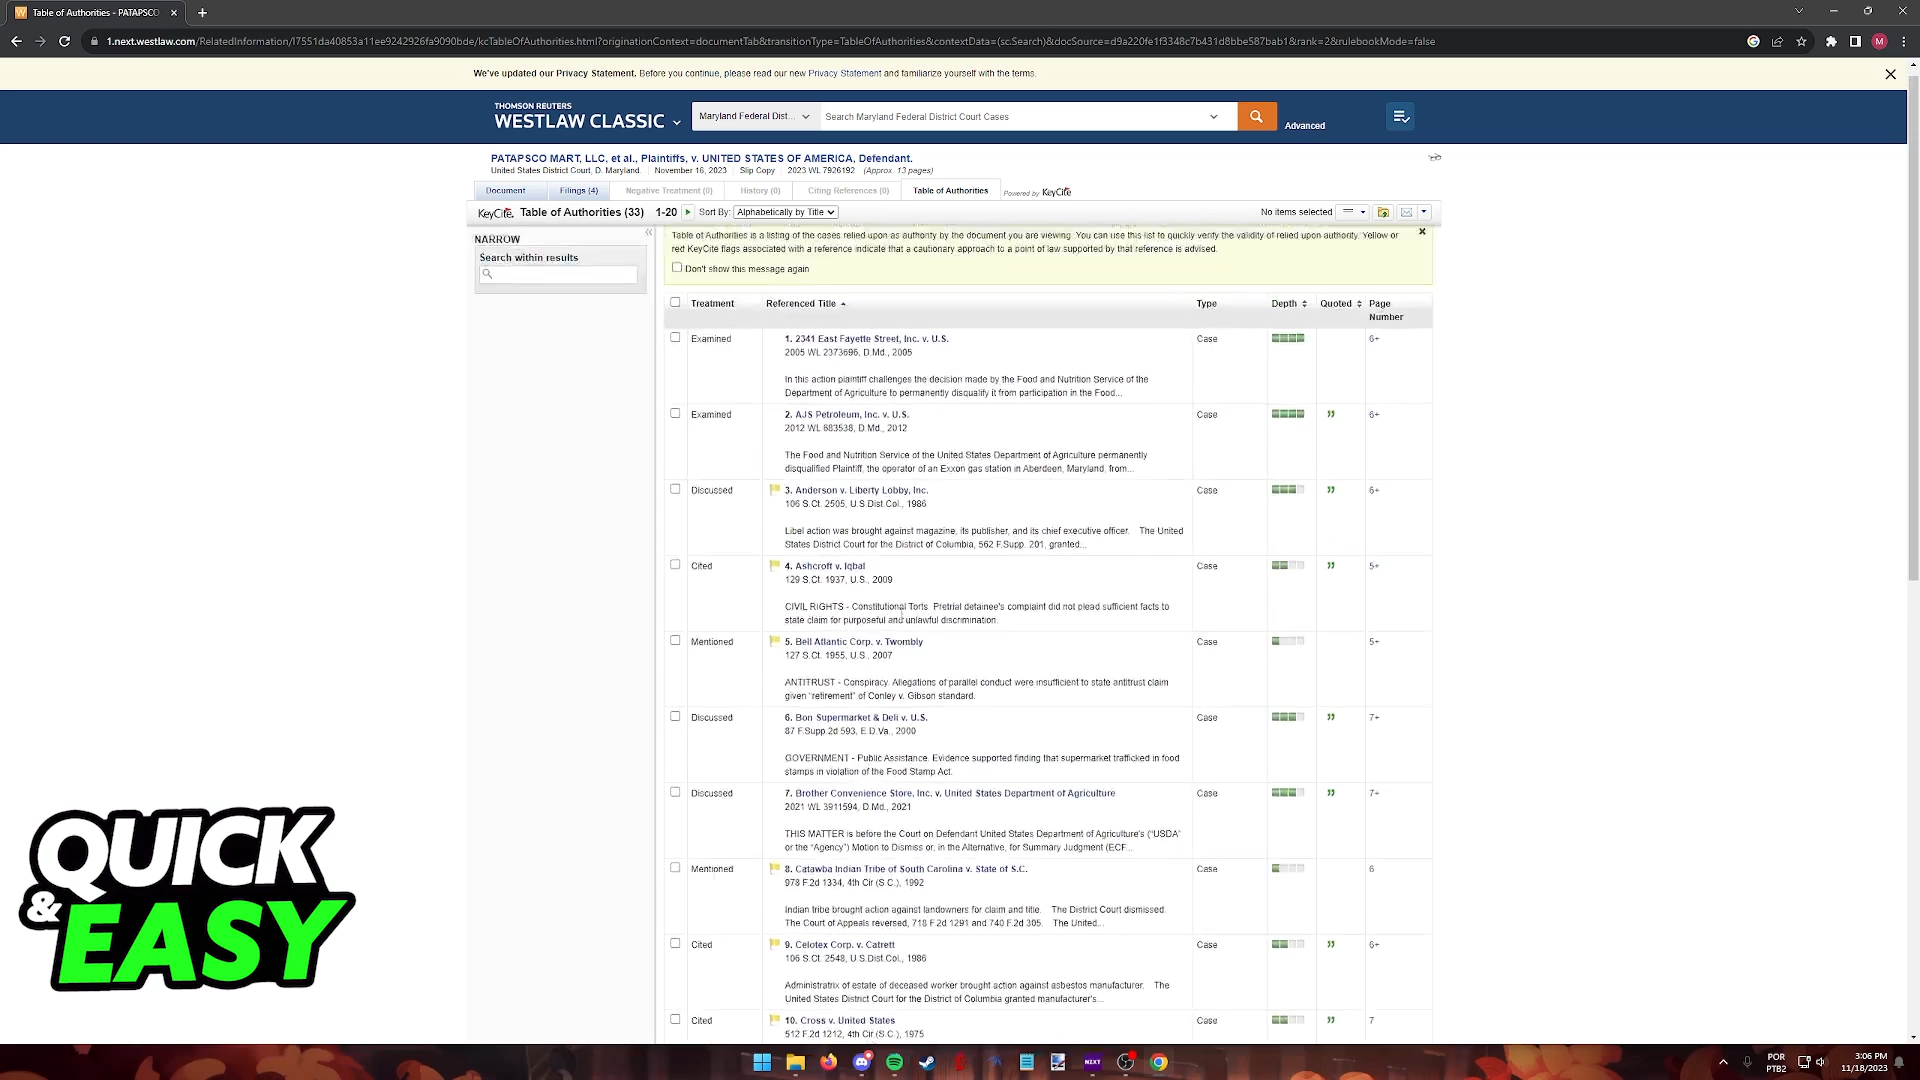 Table of Authorities - PATAPSCO
1.next.westlaw.com/RelatedInformation/I7551da40853a11ee9242926fa9090bde/kcTableOfAuthorities.html?originationContext=documentTab&transitionType=TableOfAuthorities&contextData=(sc.Search)&docSource=d9a220fe1f3348c7b431d8bbe587bab1&rank=2&rulebookMode=false
We've updated our Privacy Statement. Before you continue, please read our new Privacy Statement and familiarize yourself with the terms.
THOMSON REUTERS
WESTLAW CLASSIC
Maryland Federal Dist...
Search Maryland Federal District Court Cases
Advanced
PATAPSCO MART, LLC, et al., Plaintiffs, v. UNITED STATES OF AMERICA, Defendant.
United States District Court, D. Maryland. November 16, 2023 Slip Copy 2023 WL 7926192 (Approx. 13 pages)
Document Filings (4) Negative Treatment (0) History (0) Citing References (0) Table of Authorities Powered by KeyCite
KeyCite. Table of Authorities (33) 1-20 Sort By: Alphabetically by Title No items selected
NARROW
Search within results
Table of Authorities is a listing of the cases relied upon as authority by the document you are viewing. You can use this list to quickly verify the validity of relied upon authority. Yellow or
red KeyCite flags associated with a reference indicate that a cautionary approach to a point of law supported by that reference is advised.
Don't show this message again
Treatment Referenced Title Type Depth Quoted Page
Number
Examined 1. 2341 East Fayette Street, Inc. v. U.S. Case 6+
2005 WL 2373696, D.Md., 2005
In this action plaintiff challenges the decision made by the Food and Nutrition Service of the
Department of Agriculture to permanently disqualify it from participation in the Food...
Examined 2. AJS Petroleum, Inc. v. U.S. Case 6+
2012 WL 683538, D.Md., 2012
The Food and Nutrition Service of the United States Department of Agriculture permanently
disqualified Plaintiff, the operator of an Exxon gas station in Aberdeen, Maryland, from...
Discussed 3. Anderson v. Liberty Lobby, Inc. Case 6+
106 S.Ct. 2505, U.S.Dist.Col., 1986
Libel action was brought against magazine, its publisher, and its chief executive officer. The United
States District Court for the District of Columbia, 562 F.Supp. 201, granted...
Cited 4. Ashcroft v. Iqbal Case 5+
129 S.Ct. 1937, U.S., 2009
CIVIL RIGHTS - Constitutional Torts Pretrial detainee's complaint did not plead sufficient facts to
state claim for purposeful and unlawful discrimination.
Mentioned 5. Bell Atlantic Corp. v. Twombly Case 5+
127 S.Ct. 1955, U.S., 2007
ANTITRUST - Conspiracy. Allegations of parallel conduct were insufficient to state antitrust claim
given "retirement" of Conley v. Gibson standard.
Discussed 6. Bon Supermarket & Deli v. U.S. Case 7+
87 F.Supp.2d 593, E.D.Va., 2000
GOVERNMENT - Public Assistance. Evidence supported finding that supermarket trafficked in food
stamps in violation of the Food Stamp Act.
Discussed 7. Brother Convenience Store, Inc. v. United States Department of Agriculture Case 7+
2021 WL 3911594, D.Md., 2021
THIS MATTER is before the Court on Defendant United States Department of Agriculture's ("USDA"
or the "Agency") Motion to Dismiss or, in the Alternative, for Summary Judgment (ECF...
Mentioned 8. Catawba Indian Tribe of South Carolina v. State of S.C. Case 6
978 F.2d 1334, 4th Cir.(S.C.), 1992
Indian tribe brought action against landowners for claim and title. The District Court dismissed.
The Court of Appeals reversed, 718 F.2d 1291 and 740 F.2d 305. The United...
Cited 9. Celotex Corp. v. Catrett Case 6+
106 S.Ct. 2548, U.S.Dist.Col., 1986
Administratrix of estate of deceased worker brought action against asbestos manufacturer. The
United States District Court for the District of Columbia granted manufacturer's...
Cited 10. Cross v. United States Case 7
512 F.2d 1212, 4th Cir.(S.C.), 1975
QUICK
& EASY
NEXT
POR
PTB2
3:06 PM
11/18/2023
M